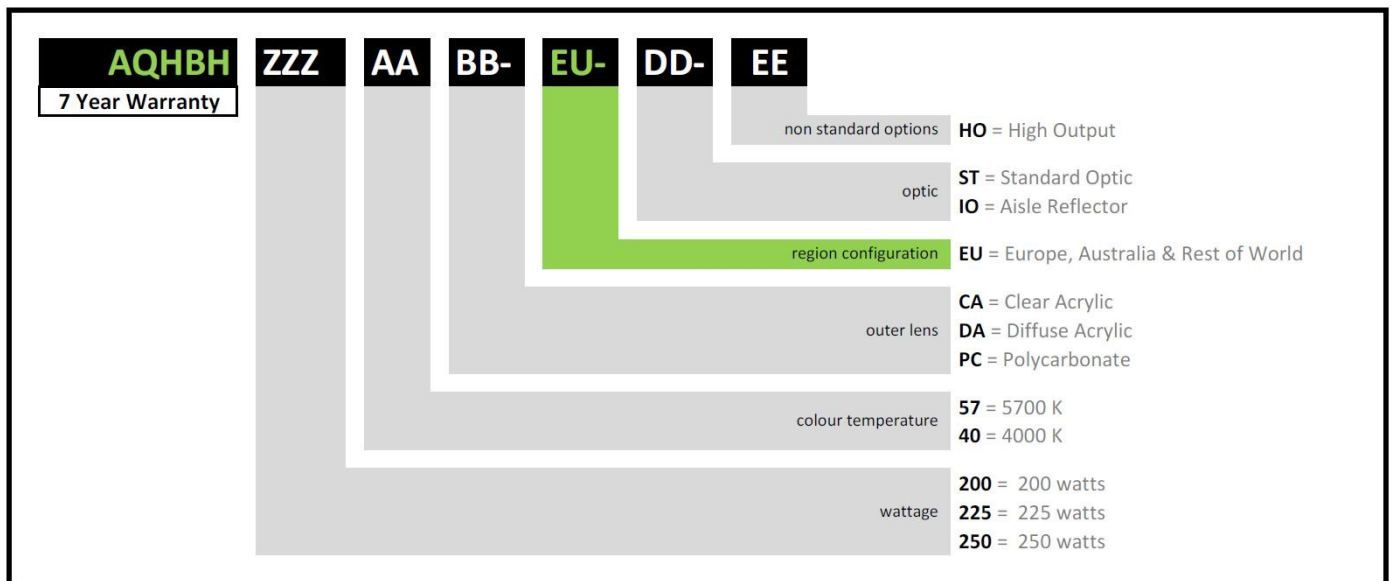 AQHBH ZZZ AA BB- EU- DD- EE
7 Year Warranty
non standard options HO = High Output
ST = Standard Optic
optic
IO = Aisle Reflector
region configuration EU = Europe, Australia & Rest of World
CA = Clear Acrylic
outer lens DA = Diffuse Acrylic
PC = Polycarbonate
57 = 5700 K
colour temperature
40 = 4000 K
200 = 200 watts
wattage 225 = 225 watts
250 = 250 watts